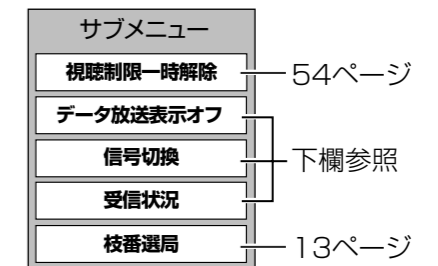 サブメニュー
視聴制限一時解除 54ページ
データ放送表示オフ
信号切換 下欄参照
受信状況
枝番選局 13ページ